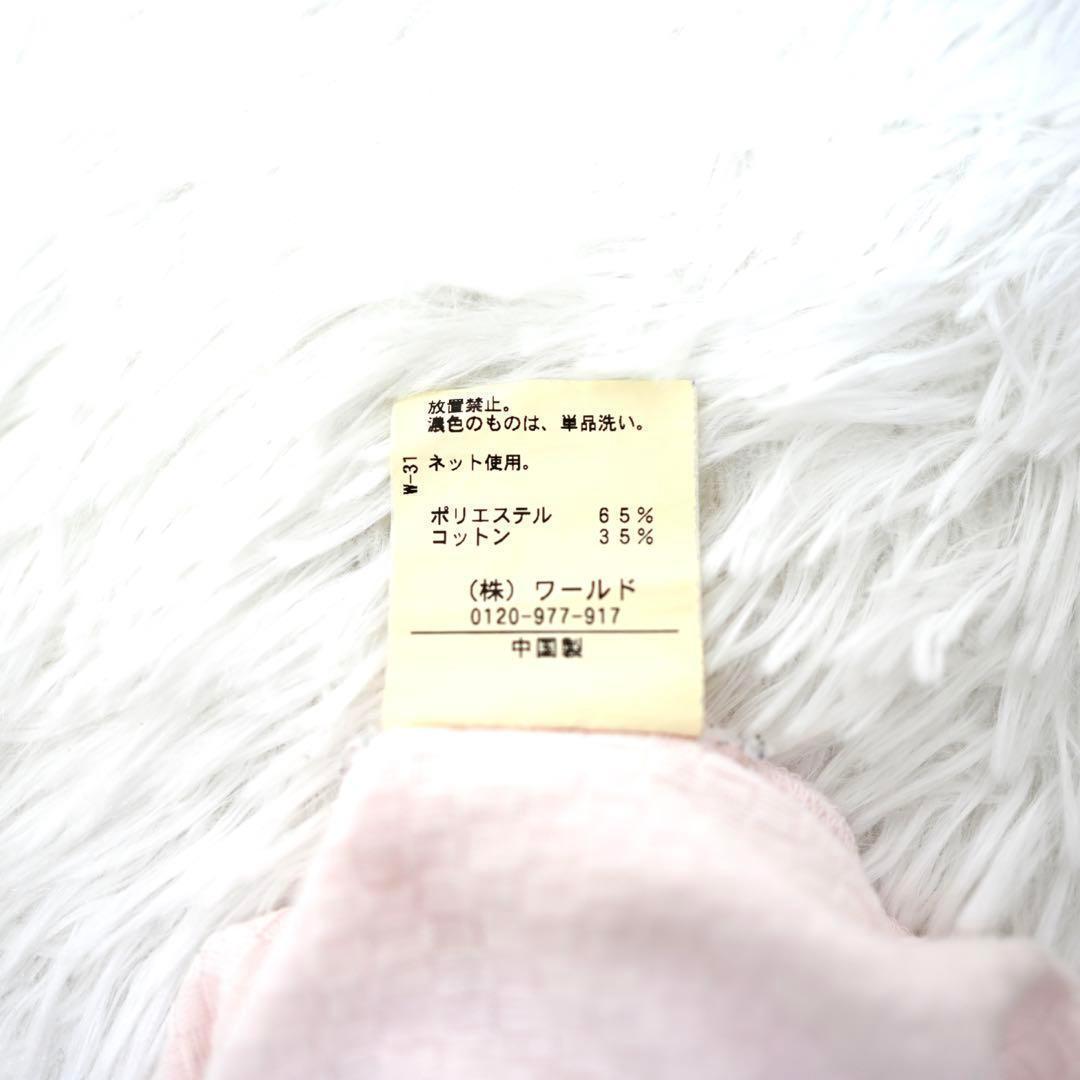 放置禁止。
濃色のものは、単品洗い。
W-31
ネット使用。
ポリエステル 65%
コットン 35%
(株) ワールド
0120-977-917
中国製